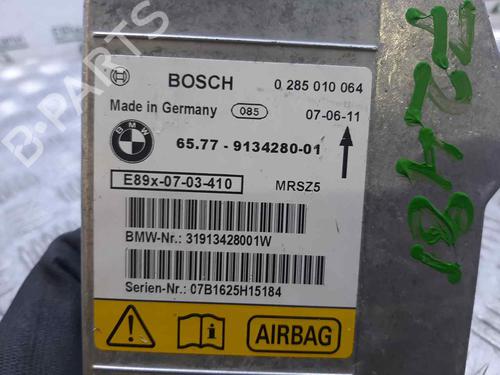 BOSCH 0 285 010 064
Made in Germany 085 07-06-11
BMW 65.77 - 9134280-01
E89x-07-03-410 MRSZ5
BMW-Nr.: 31913428001W
Serien-Nr.: 07B1625H15184
AIRBAG
B-PARTS